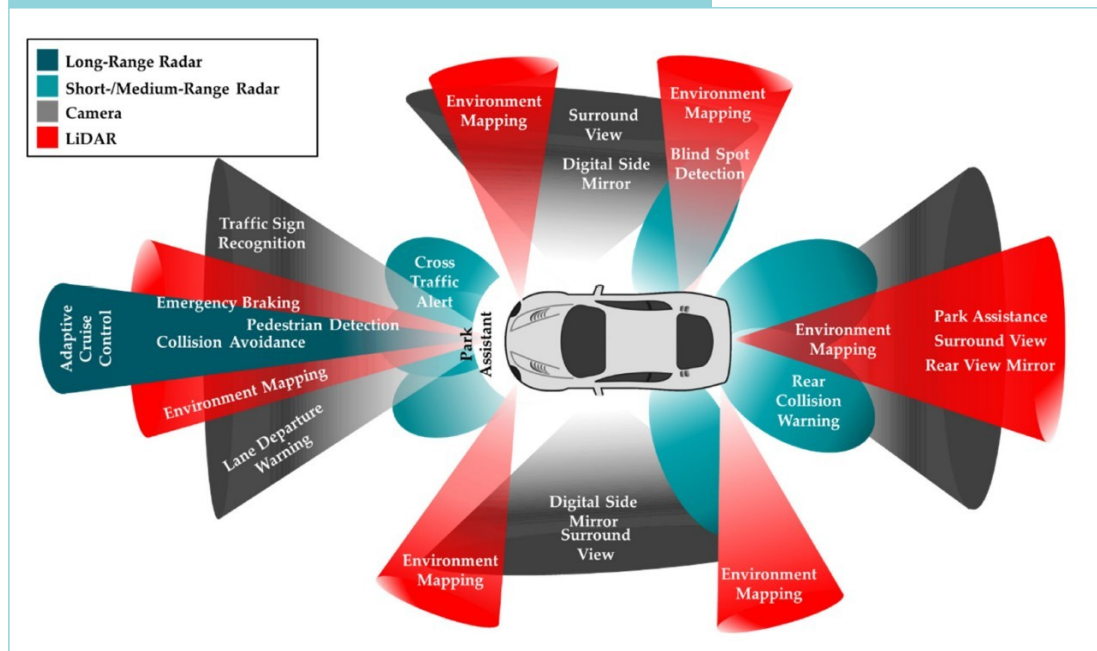 Long-Range Radar
Short-/Medium-Range Radar
Camera
LiDAR
Environment
Mapping
Surround
View
Digital Side
Mirror
Environment
Mapping
Blind Spot
Detection
Traffic Sign
Recognition
Cross
Traffic
Alert
Adaptive
Cruise
Control
Emergency Braking
Pedestrian Detection
Collision Avoidance
Environment Mapping
Lane Departure
Warning
Park
Assistant
Environment
Mapping
Rear
Collision
Warning
Park Assistance
Surround View
Rear View Mirror
Environment
Mapping
Digital Side
Mirror
Surround
View
Environment
Mapping